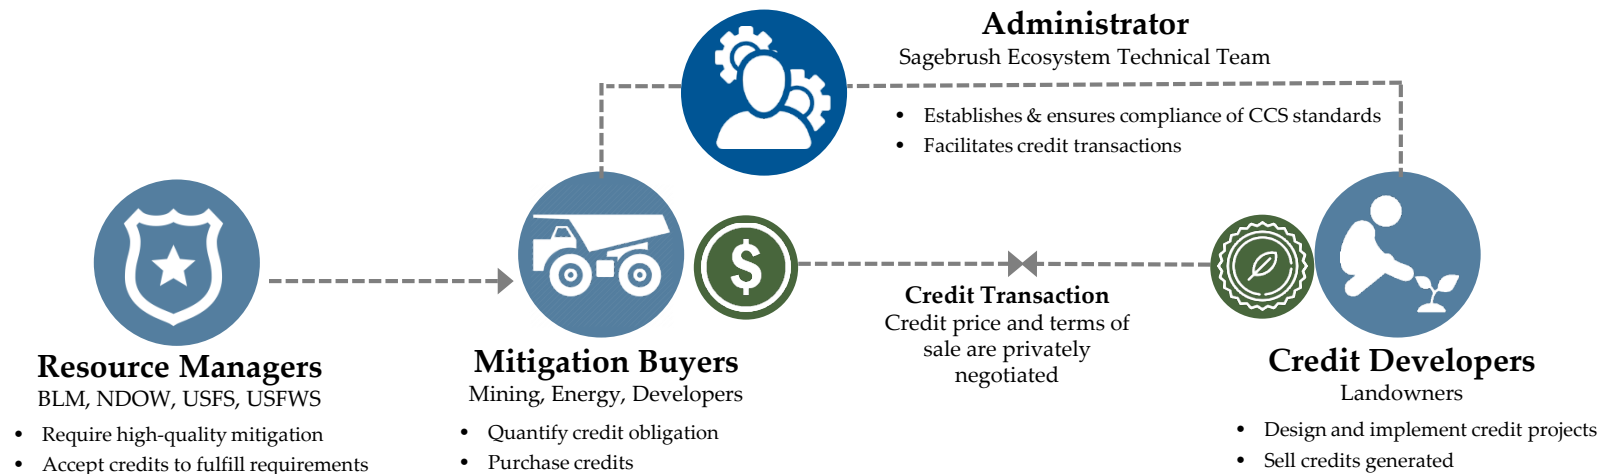 Administrator
Sagebrush Ecosystem Technical Team
• Establishes & ensures compliance of CCS standards
• Facilitates credit transactions
$
Credit Transaction
Credit price and terms of
sale are privately
negotiated
Resource Managers
BLM, NDOW, USFS, USFWS
• Require high-quality mitigation
• Accept credits to fulfill requirements
Mitigation Buyers
Mining, Energy, Developers
• Quantify credit obligation
• Purchase credits
Credit Developers
Landowners
• Design and implement credit projects
• Sell credits generated